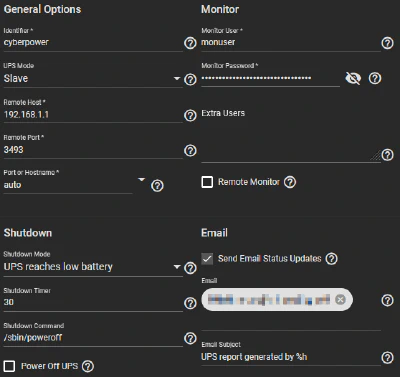 General Options
Identifier *
cyberpower
UPS Mode
Slave
Remote Host *
192.168.1.1
Remote Port *
3493
Port or Hostname *
auto
Monitor
Monitor User *
monuser
Monitor Password *
••••••••••••••••••••••••••••••••
Extra Users
Remote Monitor
Shutdown
Shutdown Mode
UPS reaches low battery
Shutdown Timer
30
Shutdown Command
/sbin/poweroff
Power Off UPS
Email
Send Email Status Updates
Email
Email Subject
UPS report generated by %h